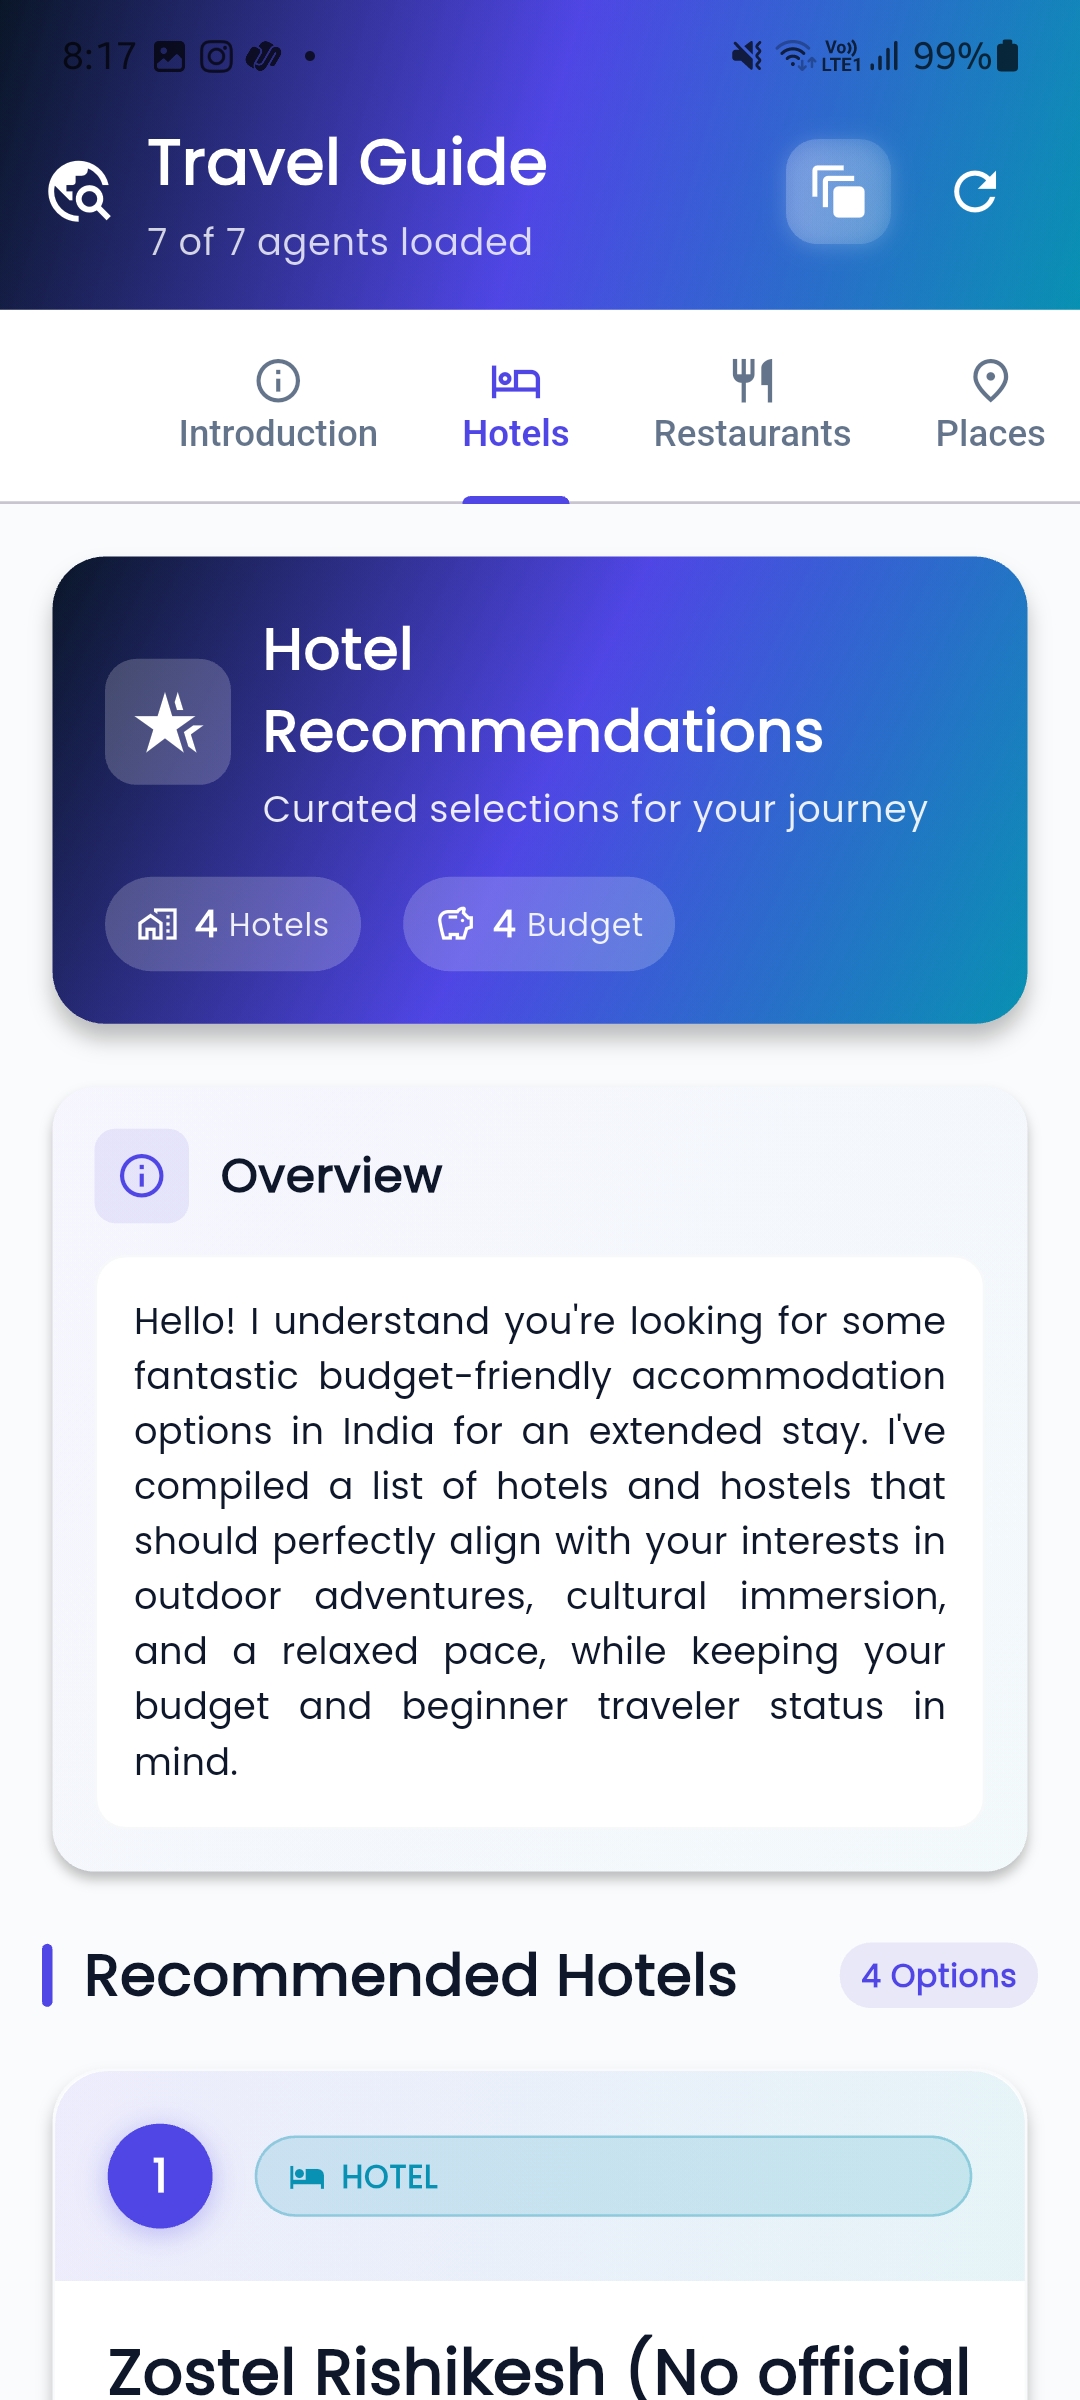 8:17
Vo))
LTE1
99%
Travel Guide
7 of 7 agents loaded
Introduction
Hotels
Restaurants
Places
Hotel
Recommendations
Curated selections for your journey
4 Hotels
4 Budget
Overview
Hello! I understand you're looking for some
fantastic budget-friendly accommodation
options in India for an extended stay. I've
compiled a list of hotels and hostels that
should perfectly align with your interests in
outdoor adventures, cultural immersion,
and a relaxed pace, while keeping your
budget and beginner traveler status in
mind.
Recommended Hotels
4 Options
1
HOTEL
Zostel Rishikesh (No official